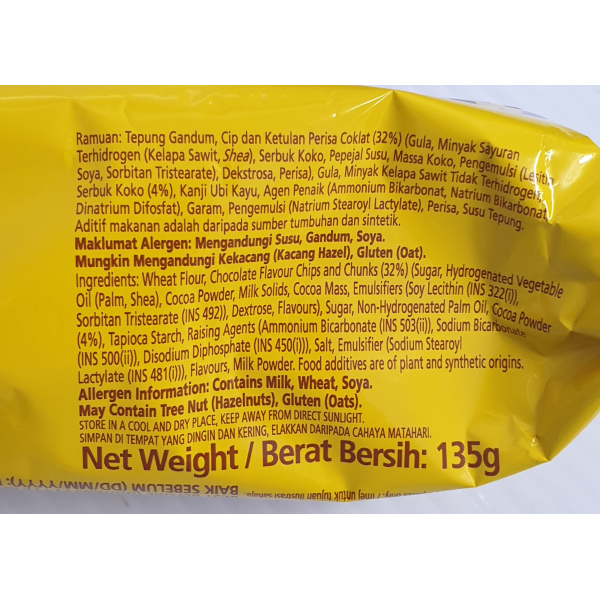 Ramuan: Tepung Gandum, Cip dan Ketulan Perisa Coklat (32%) (Gula, Minyak Sayuran
Terhidrogen (Kelapa Sawit, Shea), Serbuk Koko, Pepejal Susu, Massa Koko, Pengemulsi (Lesitin
Soya, Sorbitan Tristearate), Dekstrosa, Perisa), Gula, Minyak Kelapa Sawit Tidak Terhidrogen,
Serbuk Koko (4%), Kanji Ubi Kayu, Agen Penaik (Ammonium Bikarbonat, Natrium Bikarbonat,
Dinatrium Difosfat), Garam, Pengemulsi (Natrium Stearoyl Lactylate), Perisa, Susu Tepung.
Aditif makanan adalah daripada sumber tumbuhan dan sintetik.
Maklumat Alergen: Mengandungi Susu, Gandum, Soya.
Mungkin Mengandungi Kekacang (Kacang Hazel), Gluten (Oat).
Ingredients: Wheat Flour, Chocolate Flavour Chips and Chunks (32%) (Sugar, Hydrogenated Vegetable
Oil (Palm, Shea), Cocoa Powder, Milk Solids, Cocoa Mass, Emulsifiers (Soy Lecithin (INS 322(i)),
Sorbitan Tristearate (INS 492)), Dextrose, Flavours), Sugar, Non-Hydrogenated Palm Oil, Cocoa Powder
(4%), Tapioca Starch, Raising Agents (Ammonium Bicarbonate (INS 503(ii)), Sodium Bicarbonate
(INS 500(ii)), Disodium Diphosphate (INS 450(i))), Salt, Emulsifier (Sodium Stearoyl
Lactylate (INS 481(i))), Flavours, Milk Powder. Food additives are of plant and synthetic origins.
Allergen Information: Contains Milk, Wheat, Soya.
May Contain Tree Nut (Hazelnuts), Gluten (Oats).
STORE IN A COOL AND DRY PLACE, KEEP AWAY FROM DIRECT SUNLIGHT.
SIMPAN DI TEMPAT YANG DINGIN DAN KERING, ELAKKAN DARIPADA CAHAYA MATAHARI.
Net Weight / Berat Bersih: 135g
untuk tujuan ilustrasi sahaja.
BAIK SEBELUM (DD/MM/YYYY):